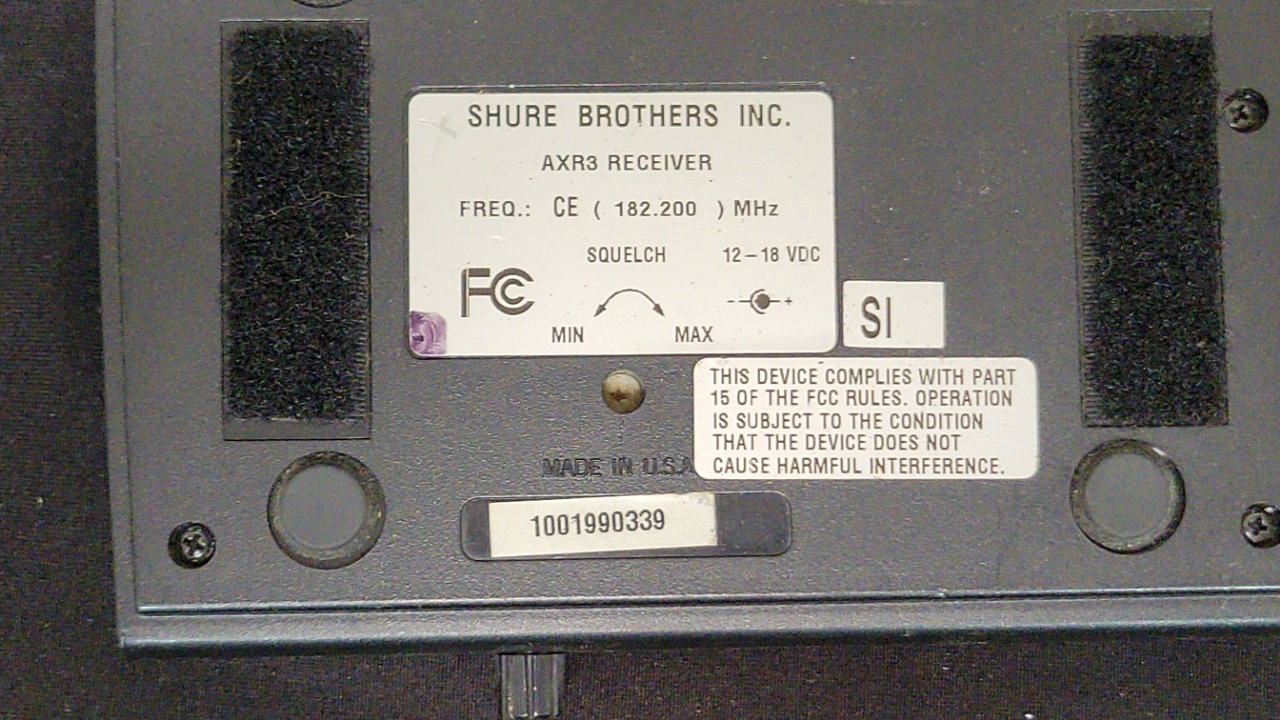 SHURE BROTHERS INC.
AXR3 RECEIVER
FREQ.: CE ( 182.200 ) MHz
SQUELCH 12–18 VDC
FC - +
MIN MAX
SI
THIS DEVICE COMPLIES WITH PART
15 OF THE FCC RULES. OPERATION
IS SUBJECT TO THE CONDITION
THAT THE DEVICE DOES NOT
CAUSE HARMFUL INTERFERENCE.
MADE IN U.S.A
1001990339